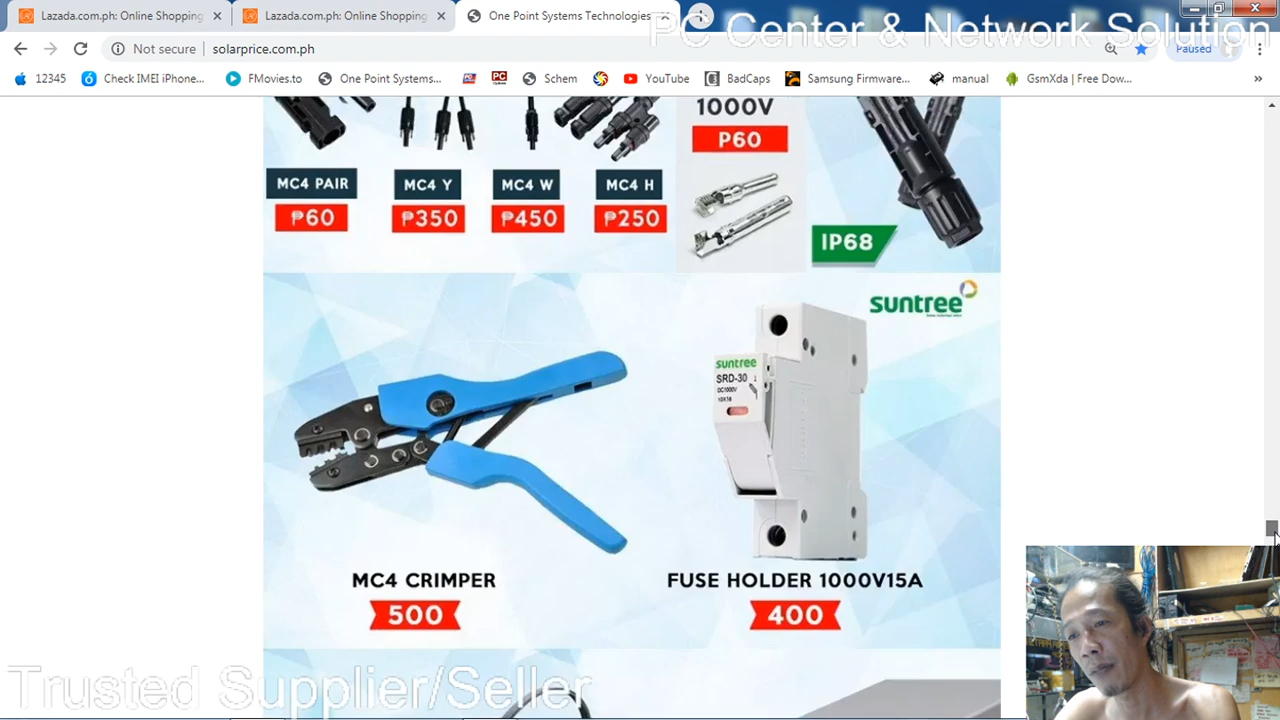 Lazada.com.ph: Online Shopping
Lazada.com.ph: Online Shopping
One Point Systems Technologies
PC Center & Network Solution
Not secure
solarprice.com.ph
Paused
12345
Check IMEI iPhone...
FMovies.to
One Point Systems...
Schem
YouTube
BadCaps
Samsung Firmware...
manual
GsmXda | Free Dow...
»
1000V
P60
MC4 PAIR
MC4 Y
MC4 W
MC4 H
₱60
₱350
₱450
₱250
IP68
suntree
suntree
SRD-30
DC1000V
10X38
MC4 CRIMPER
500
FUSE HOLDER 1000V15A
400
Trusted Supplier/Seller